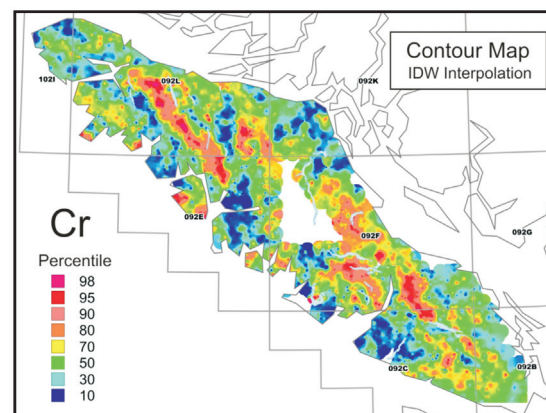 Contour Map
IDW Interpolation
102I
092L
092K
092E
092F
092G
092C
092B
Cr
Percentile
98
95
90
80
70
50
30
10